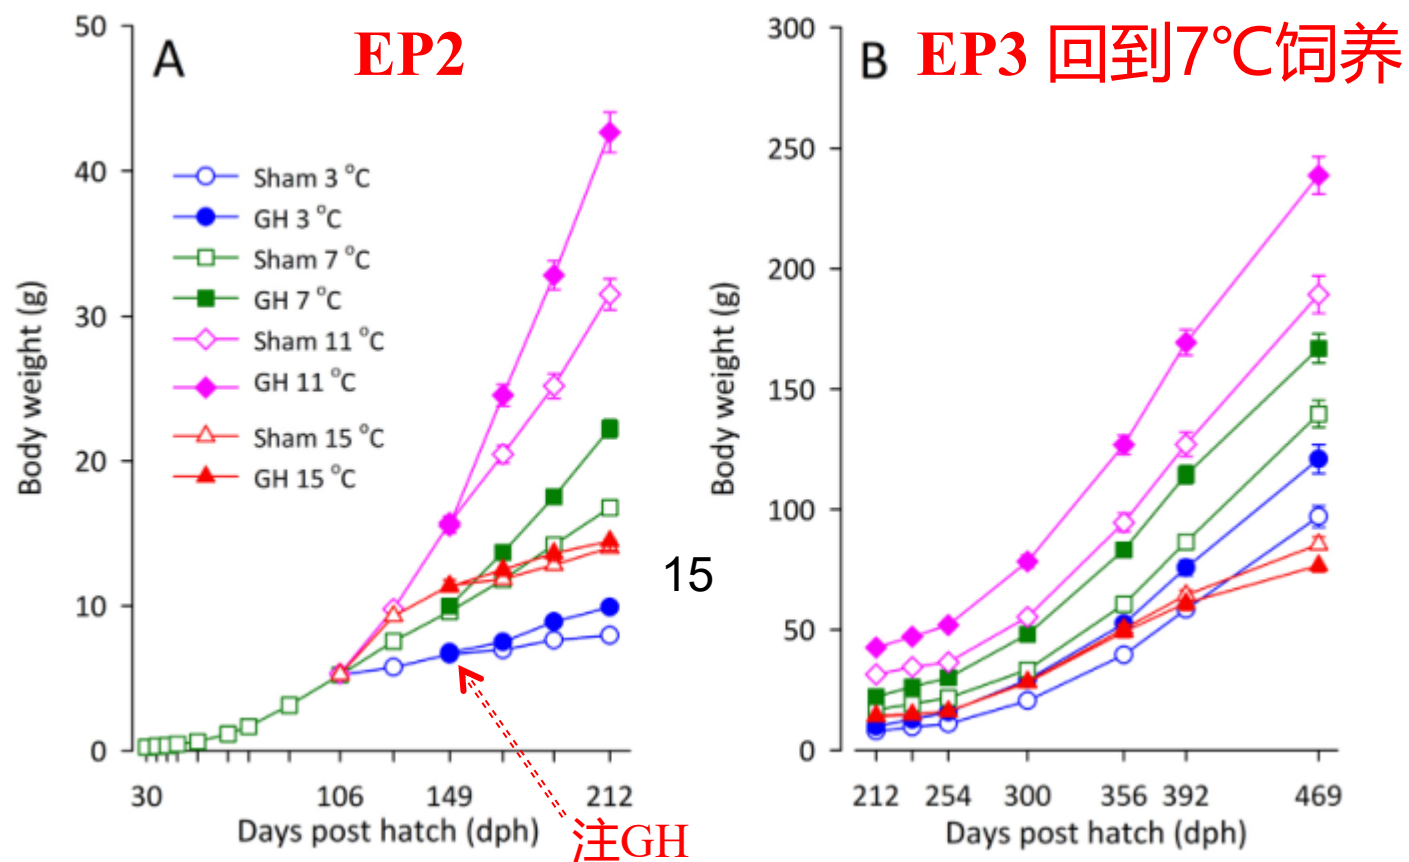 A
EP2
Sham 3 °C
GH 3 °C
Sham 7 °C
GH 7 °C
Sham 11 °C
GH 11 °C
Sham 15 °C
GH 15 °C
50
40
30
20
10
0
Body weight (g)
30
106
149
212
Days post hatch (dph)
注GH
15
B
EP3 回到7℃饲养
300
250
200
150
100
50
0
Body weight (g)
212
254
300
356
392
469
Days post hatch (dph)